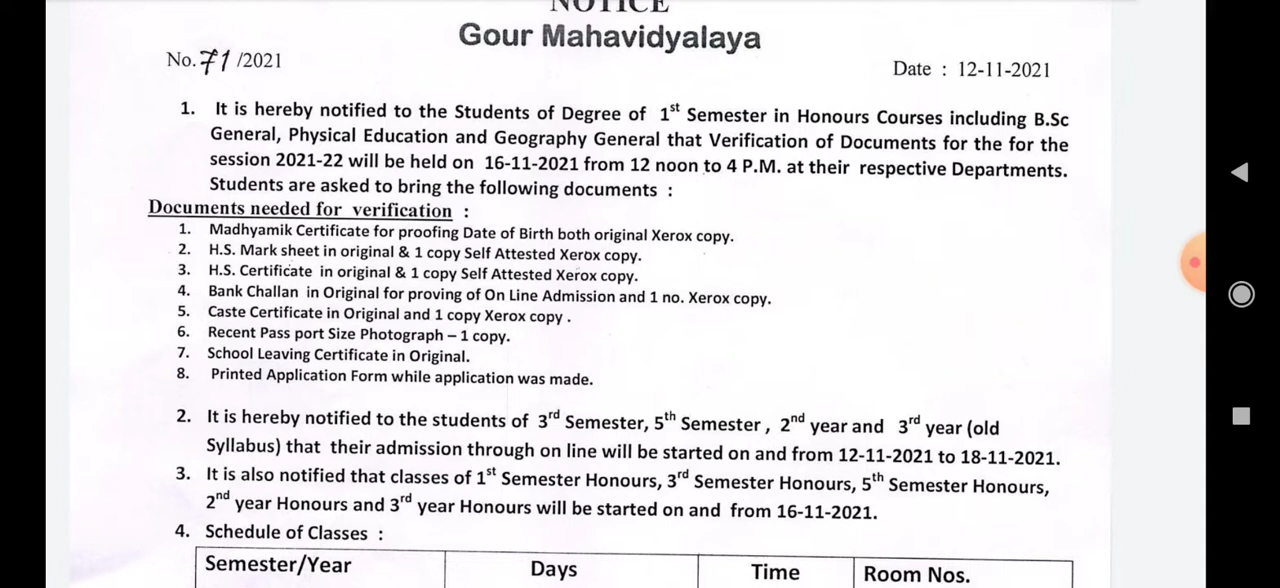 NOTICE
Gour Mahavidyalaya
No. 71 /2021
Date : 12-11-2021
1. It is hereby notified to the Students of Degree of 1st Semester in Honours Courses including B.Sc
General, Physical Education and Geography General that Verification of Documents for the for the
session 2021-22 will be held on 16-11-2021 from 12 noon to 4 P.M. at their respective Departments.
Students are asked to bring the following documents :
Documents needed for verification :
1. Madhyamik Certificate for proofing Date of Birth both original Xerox copy.
2. H.S. Mark sheet in original & 1 copy Self Attested Xerox copy.
3. H.S. Certificate in original & 1 copy Self Attested Xerox copy.
4. Bank Challan in Original for proving of On Line Admission and 1 no. Xerox copy.
5. Caste Certificate in Original and 1 copy Xerox copy .
6. Recent Pass port Size Photograph – 1 copy.
7. School Leaving Certificate in Original.
8. Printed Application Form while application was made.
2. It is hereby notified to the students of 3rd Semester, 5th Semester , 2nd year and 3rd year (old
Syllabus) that their admission through on line will be started on and from 12-11-2021 to 18-11-2021.
3. It is also notified that classes of 1st Semester Honours, 3rd Semester Honours, 5th Semester Honours,
2nd year Honours and 3rd year Honours will be started on and from 16-11-2021.
4. Schedule of Classes :
Semester/Year Days Time Room Nos.